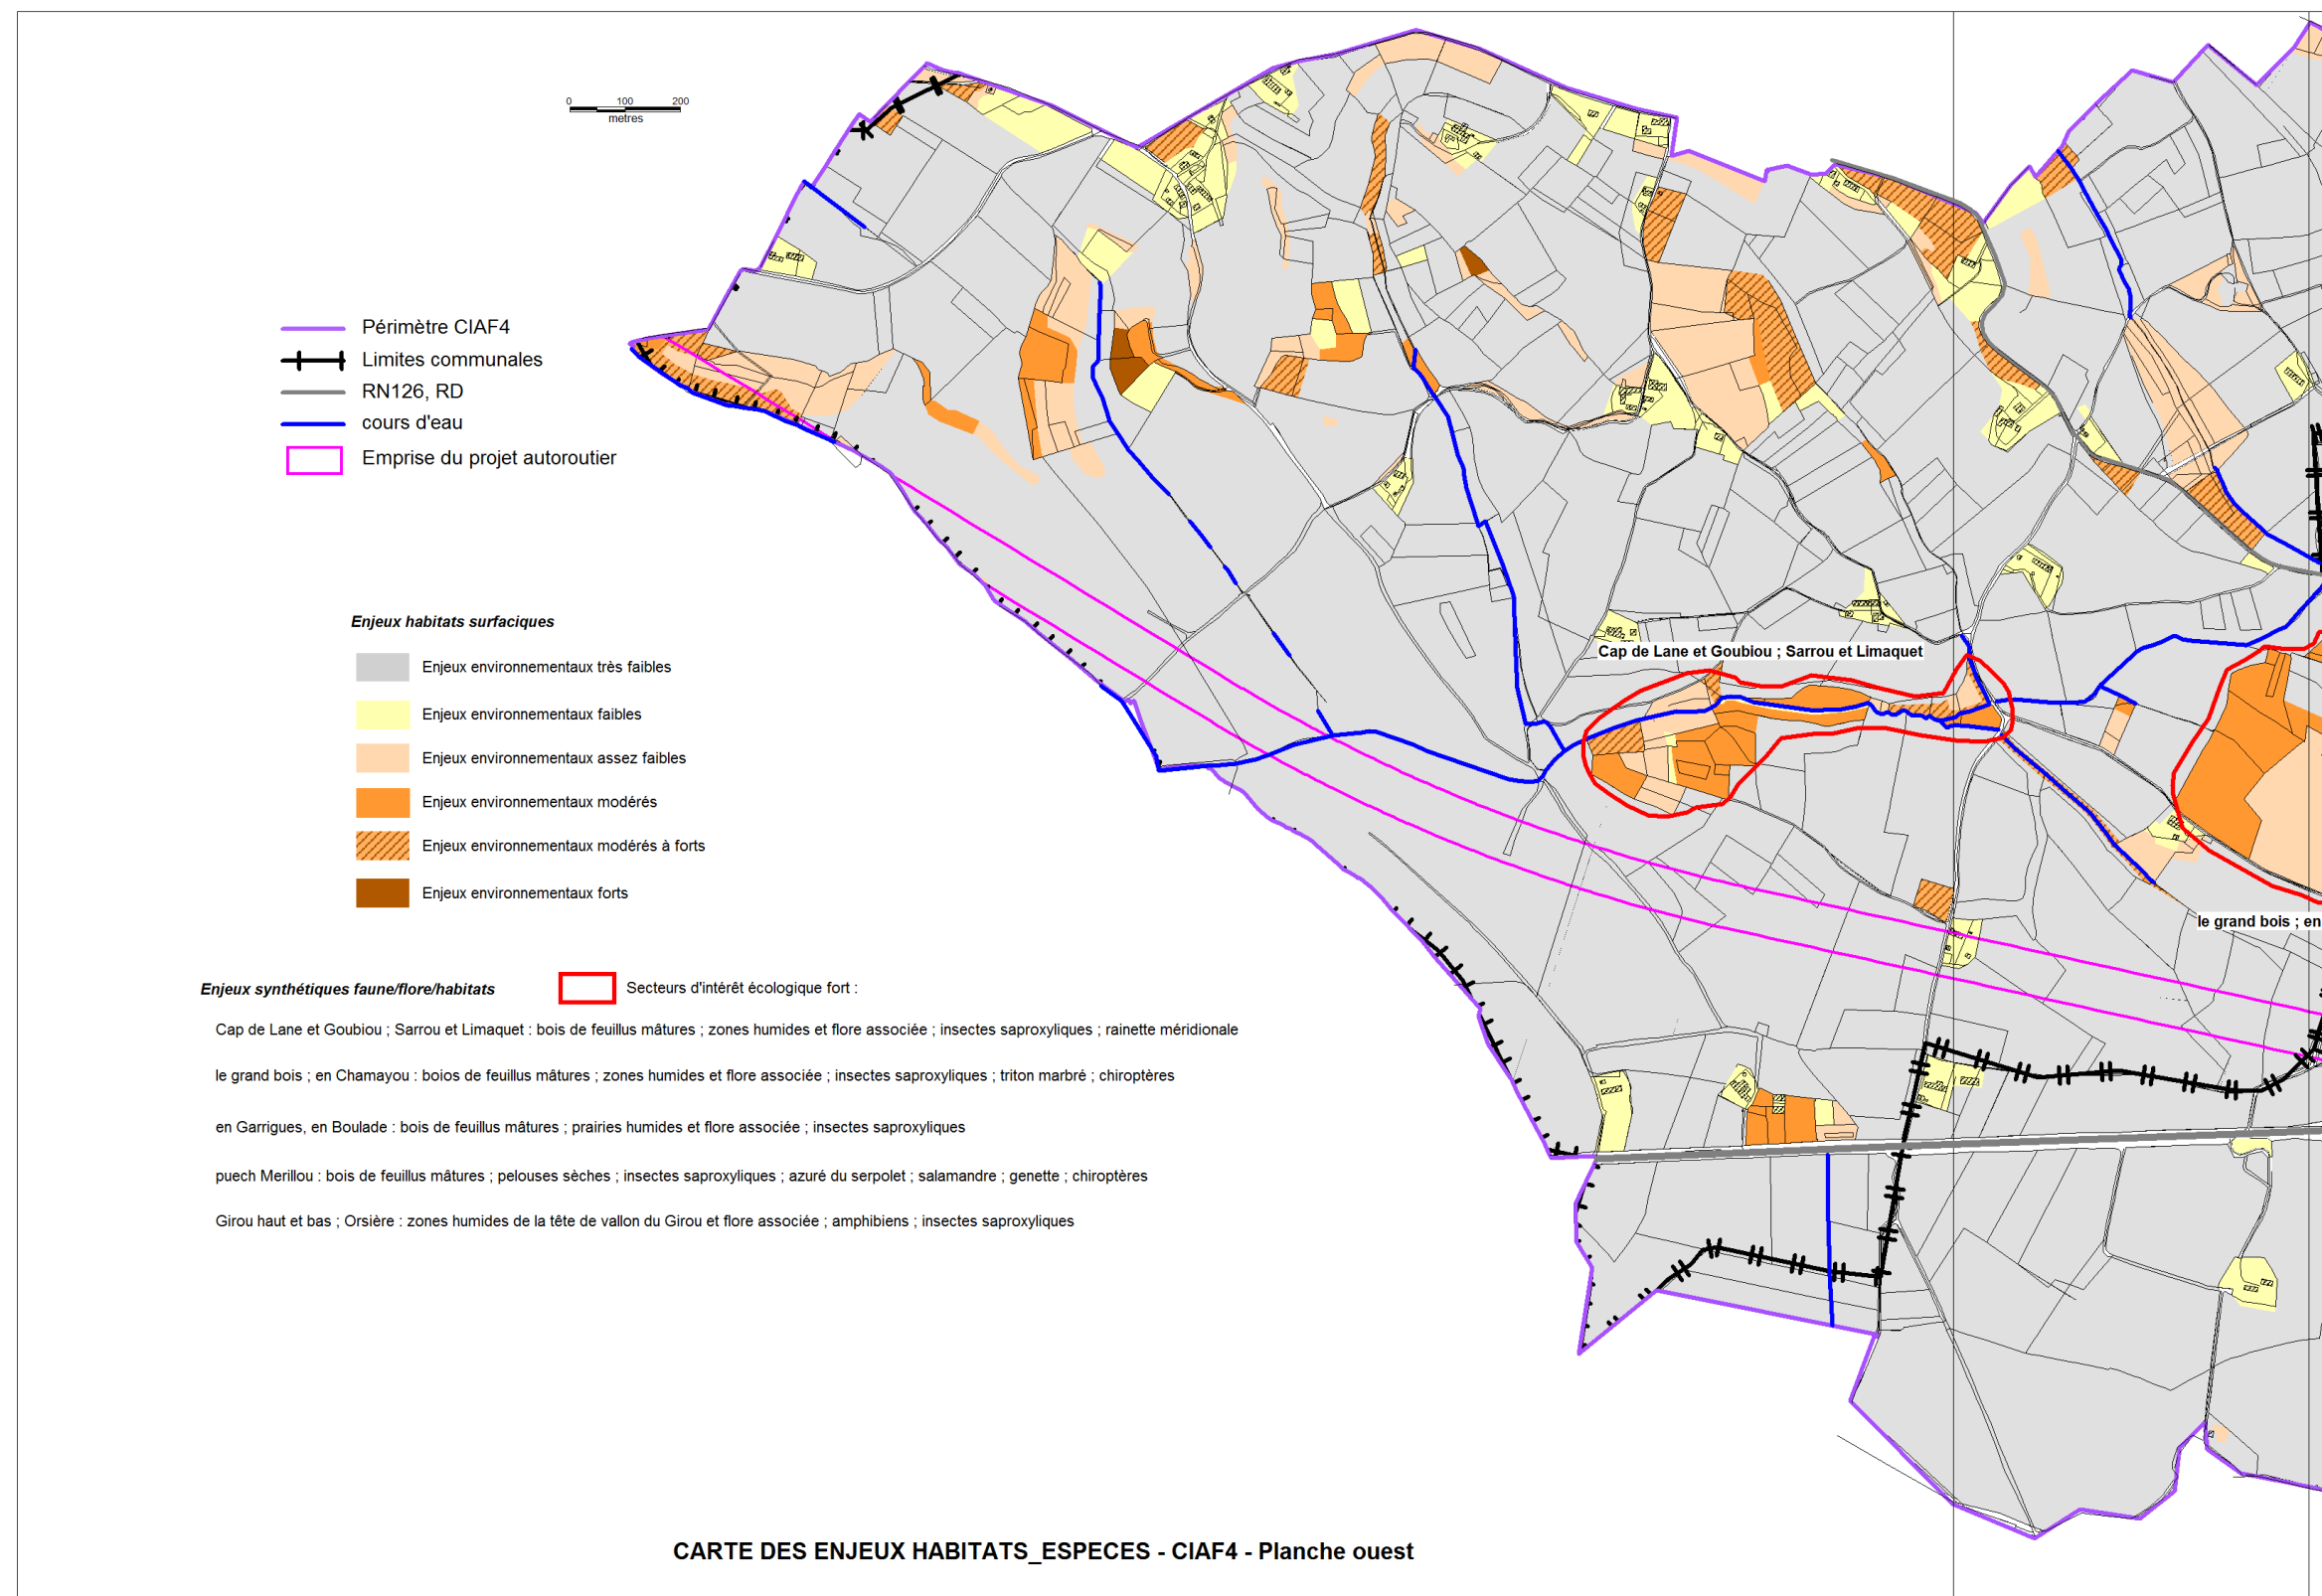 0 100 200
metres
Périmètre CIAF4
Limites communales
RN126, RD
cours d'eau
Emprise du projet autoroutier
Enjeux habitats surfaciques
Enjeux environnementaux très faibles
Enjeux environnementaux faibles
Enjeux environnementaux assez faibles
Enjeux environnementaux modérés
Enjeux environnementaux modérés à forts
Enjeux environnementaux forts
Cap de Lane et Goubiou ; Sarrou et Limaquet
le grand bois ; en
Enjeux synthétiques faune/flore/habitats
Secteurs d'intérêt écologique fort :
Cap de Lane et Goubiou ; Sarrou et Limaquet : bois de feuillus mâtures ; zones humides et flore associée ; insectes saproxyliques ; rainette méridionale
le grand bois ; en Chamayou : boios de feuillus mâtures ; zones humides et flore associée ; insectes saproxyliques ; triton marbré ; chiroptères
en Garrigues, en Boulade : bois de feuillus mâtures ; prairies humides et flore associée ; insectes saproxyliques
puech Merillou : bois de feuillus mâtures ; pelouses sèches ; insectes saproxyliques ; azuré du serpolet ; salamandre ; genette ; chiroptères
Girou haut et bas ; Orsière : zones humides de la tête de vallon du Girou et flore associée ; amphibiens ; insectes saproxyliques
CARTE DES ENJEUX HABITATS_ESPECES - CIAF4 - Planche ouest